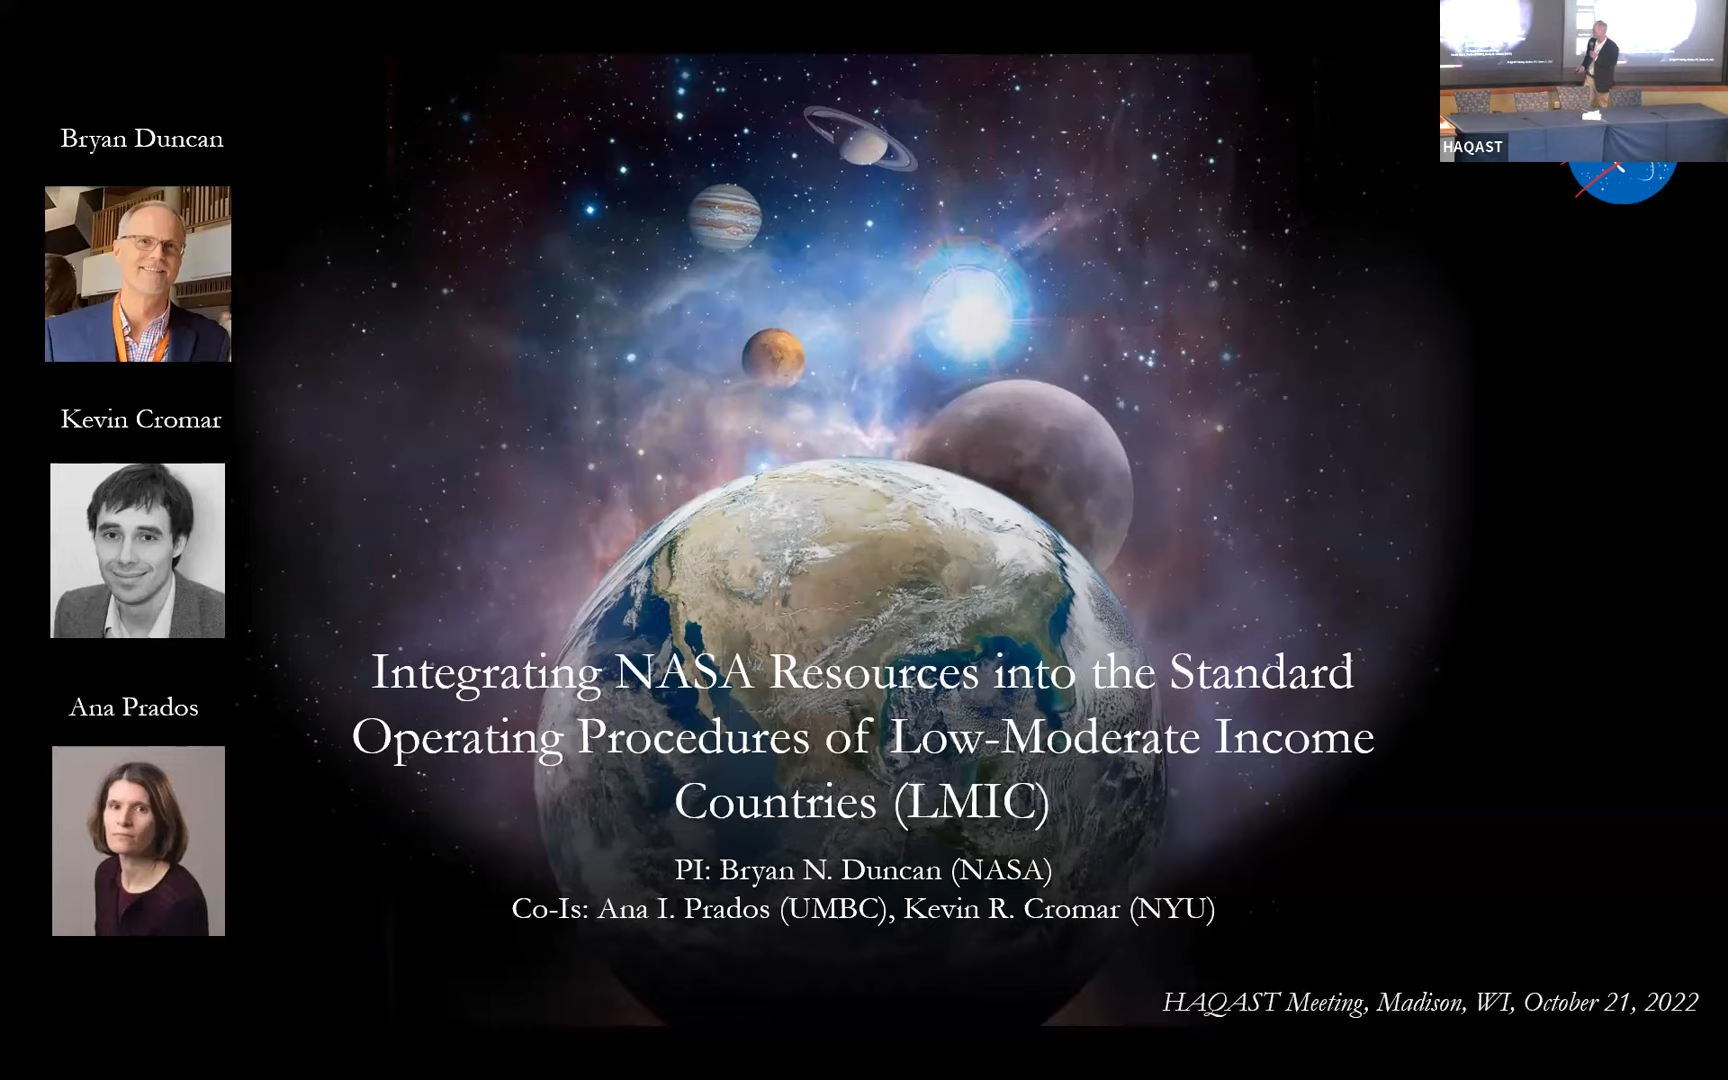 HAQAST
Bryan Duncan
Kevin Cromar
Ana Prados
Integrating NASA Resources into the Standard
Operating Procedures of Low-Moderate Income
Countries (LMIC)
PI: Bryan N. Duncan (NASA)
Co-Is: Ana I. Prados (UMBC), Kevin R. Cromar (NYU)
HAQAST Meeting, Madison, WI, October 21, 2022